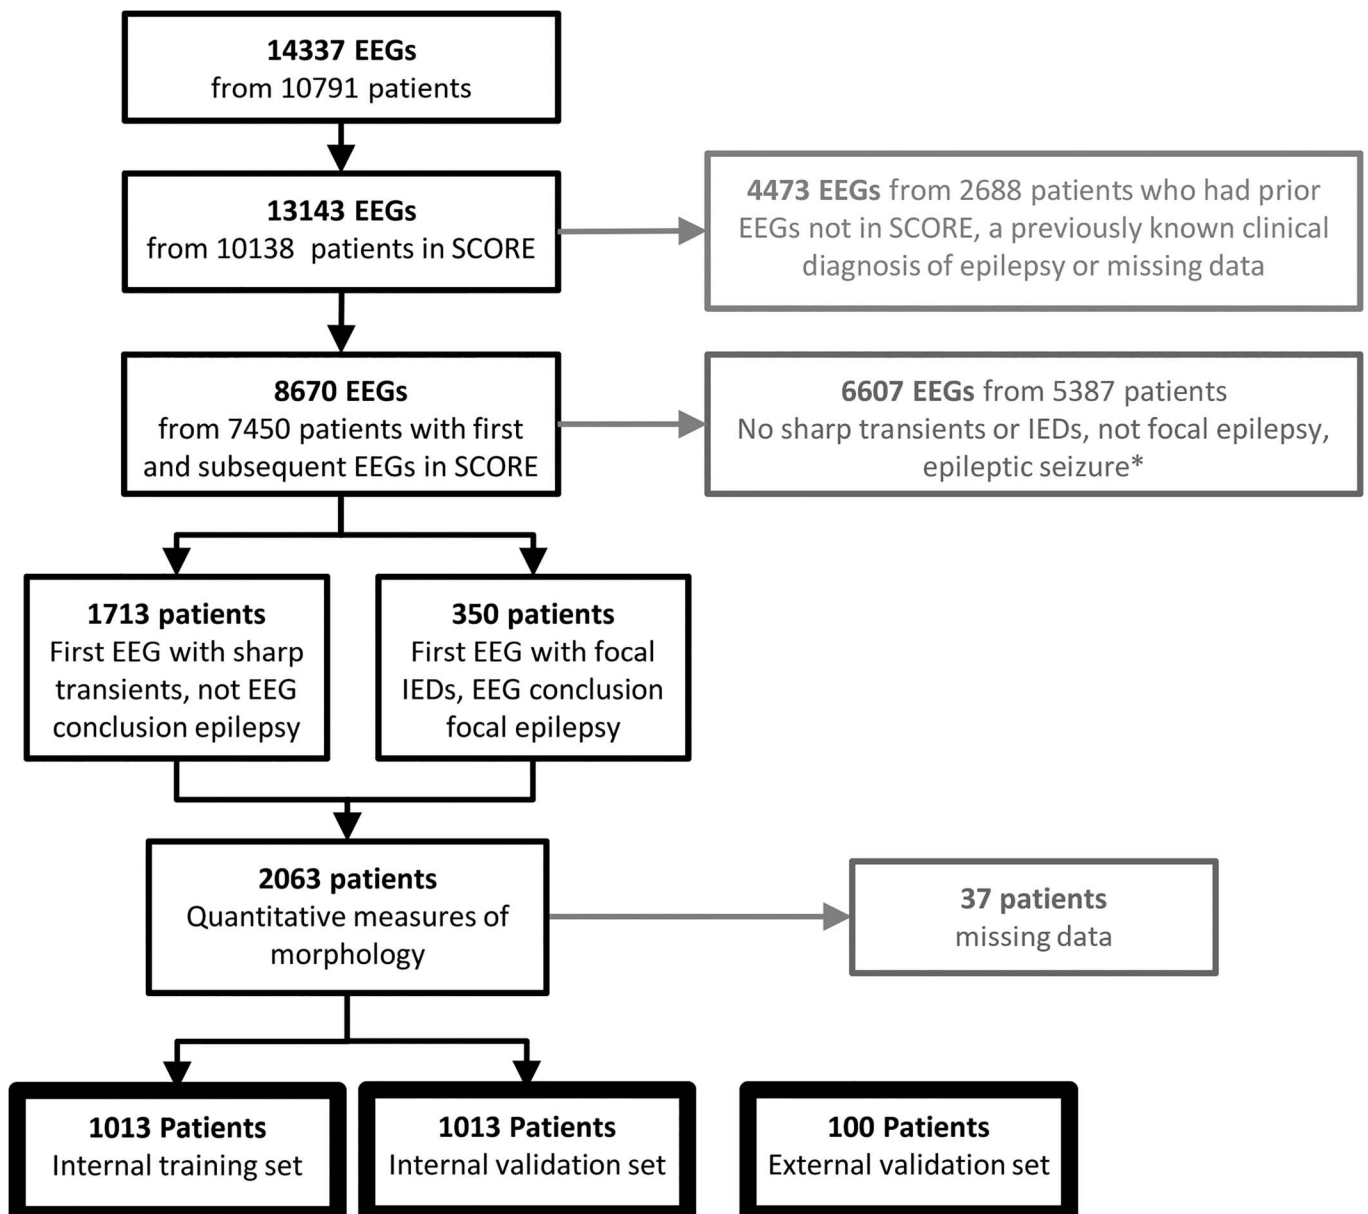 14337 EEGs
from 10791 patients
13143 EEGs
from 10138 patients in SCORE
4473 EEGs from 2688 patients who had prior
EEGs not in SCORE, a previously known clinical
diagnosis of epilepsy or missing data
8670 EEGs
from 7450 patients with first
and subsequent EEGs in SCORE
6607 EEGs from 5387 patients
No sharp transients or IEDs, not focal epilepsy,
epileptic seizure*
1713 patients
First EEG with sharp
transients, not EEG
conclusion epilepsy
350 patients
First EEG with focal
IEDs, EEG conclusion
focal epilepsy
2063 patients
Quantitative measures of
morphology
37 patients
missing data
1013 Patients
Internal training set
1013 Patients
Internal validation set
100 Patients
External validation set